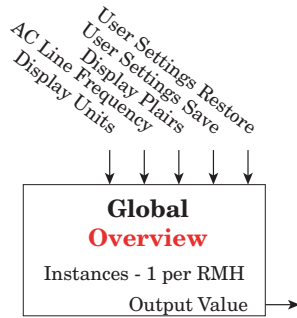 User Settings Restore
User Settings Save
Display Plairs
AC Line Frequency
Display Units
Global
Overview
Instances - 1 per RMH
Output Value